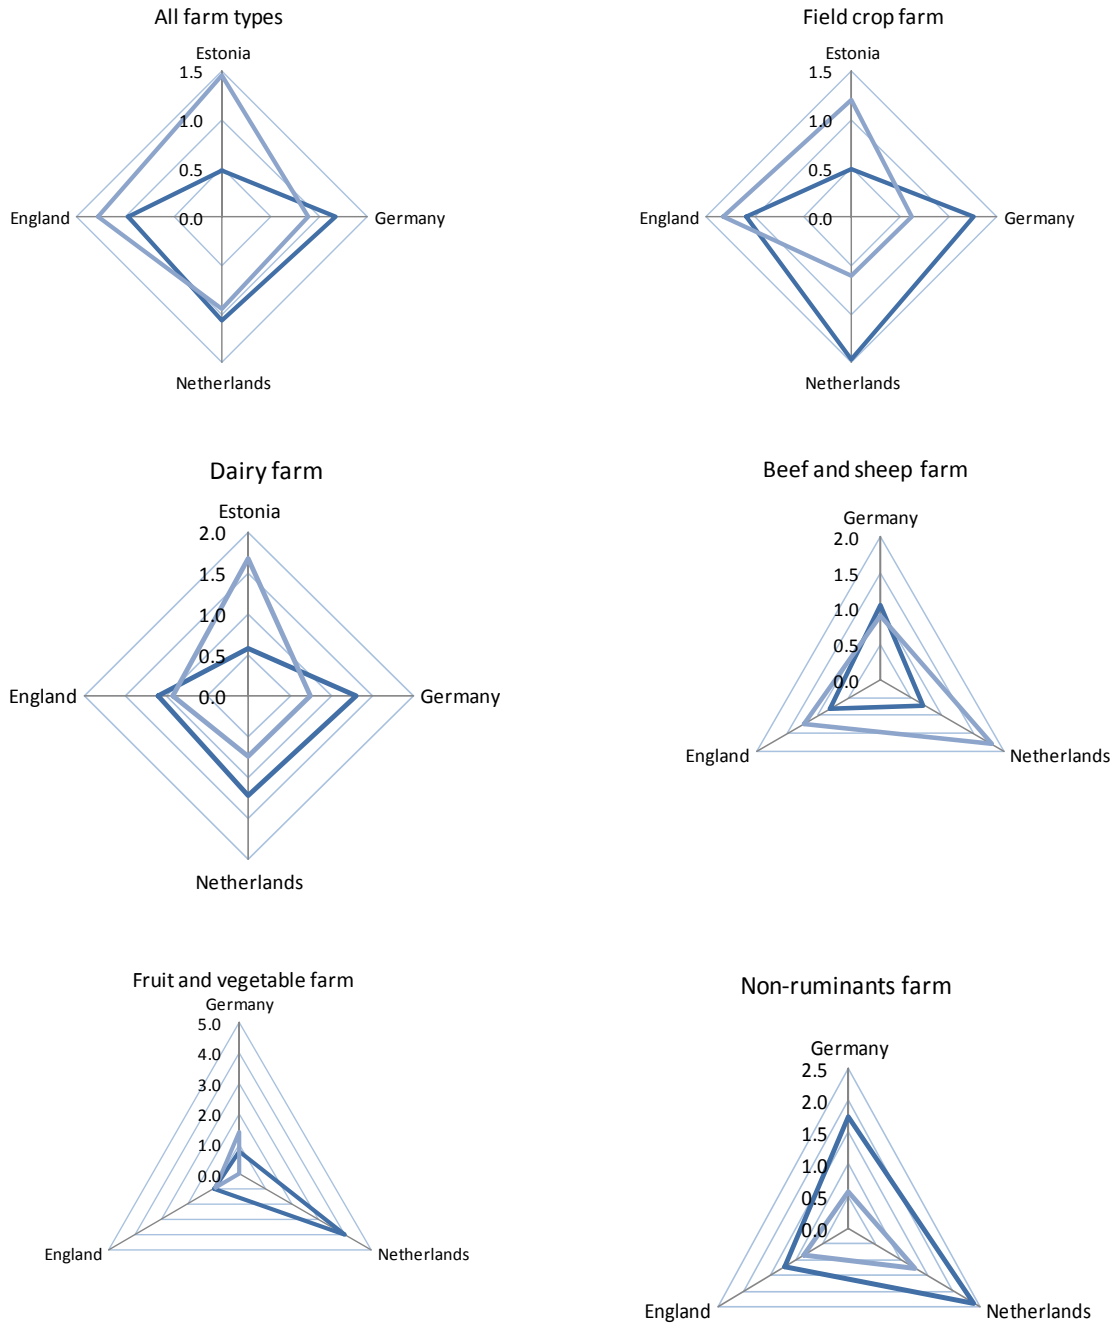 All farm types
Estonia
1.5
1.0
0.5
0.0
England
Germany
Netherlands
Field crop farm
Estonia
1.5
1.0
0.5
0.0
England
Germany
Netherlands
Dairy farm
Estonia
2.0
1.5
1.0
0.5
0.0
England
Germany
Netherlands
Beef and sheep farm
Germany
2.0
1.5
1.0
0.5
0.0
England
Netherlands
Fruit and vegetable farm
Germany
5.0
4.0
3.0
2.0
1.0
0.0
England
Netherlands
Non-ruminants farm
Germany
2.5
2.0
1.5
1.0
0.5
0.0
England
Netherlands